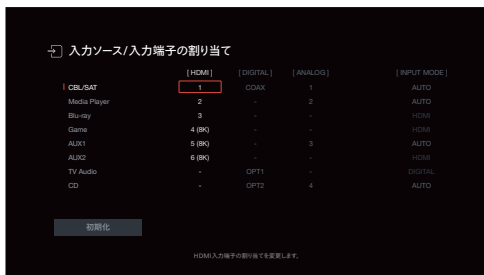 入力ソース/入力端子の割り当て
[ HDMI ] [ DIGITAL ] [ ANALOG ] [ INPUT MODE ]
CBL/SAT 1 COAX 1 AUTO
Media Player 2 - 2 AUTO
Blu-ray 3 - - HDMI
Game 4 (8K) - - AUTO
AUX1 5 (8K) - 3 AUTO
AUX2 6 (8K) - - HDMI
TV Audio - OPT1 - DIGITAL
CD - OPT2 4 AUTO
初期化
HDMI入力端子の割り当てを変更します。